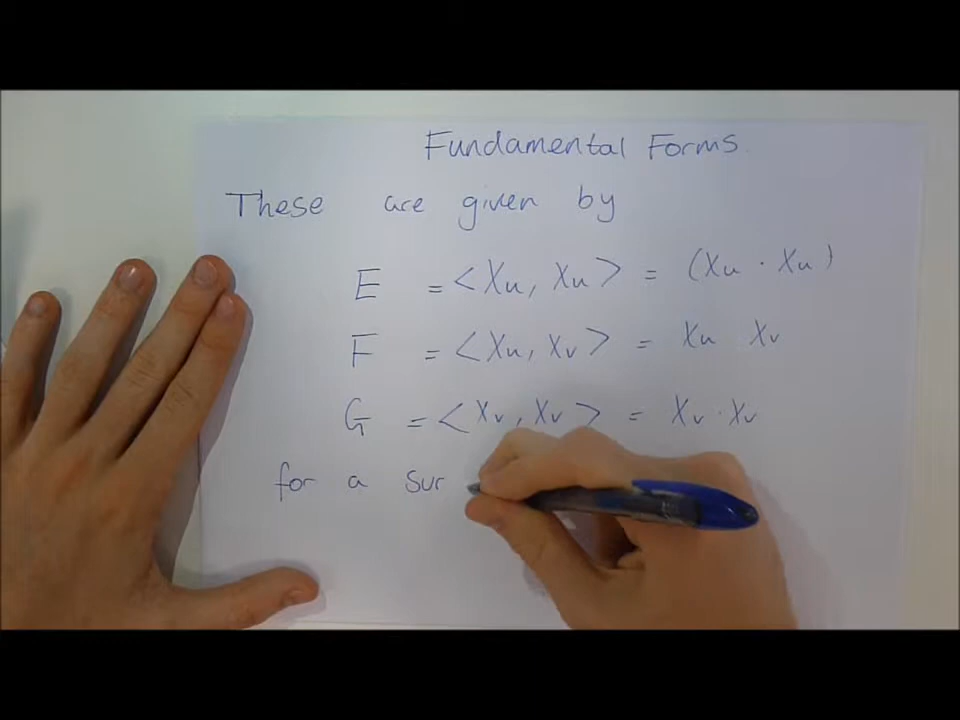 Fundamental Forms
These are given by
E = <Xu, Xu> = (Xu · Xu)
F = <Xu, Xv> = Xu Xv
G = <Xv, Xv> = Xv · Xv
for a sur